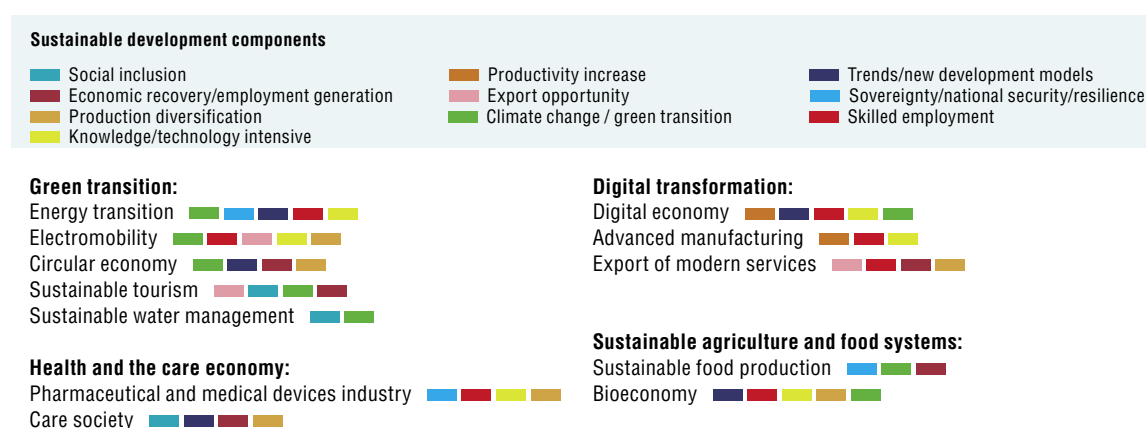 Sustainable development components
Social inclusion
Economic recovery/employment generation
Production diversification
Knowledge/technology intensive
Productivity increase
Export opportunity
Climate change / green transition
Trends/new development models
Sovereignty/national security/resilience
Skilled employment
Green transition:
Energy transition
Electromobility
Circular economy
Sustainable tourism
Sustainable water management
Health and the care economy:
Pharmaceutical and medical devices industry
Care society
Digital transformation:
Digital economy
Advanced manufacturing
Export of modern services
Sustainable agriculture and food systems:
Sustainable food production
Bioeconomy